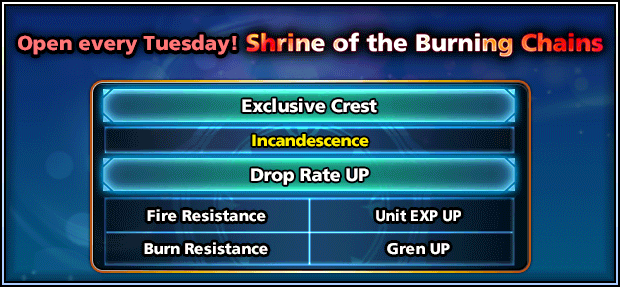 Open every Tuesday! Shrine of the Burning Chains
Exclusive Crest
Incandescence
Drop Rate UP
Fire Resistance Unit EXP UP
Burn Resistance Gren UP